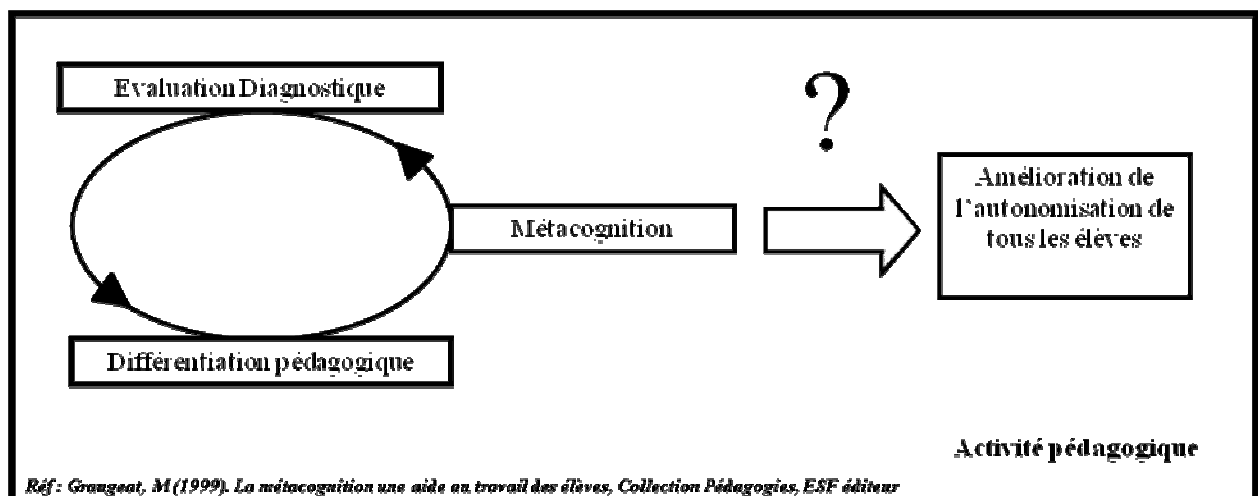 Evaluation Diagnostique
?
Métacognition
Amélioration de
l'autonomisation de
tous les élèves
Différentiation pédagogique
Activité pédagogique
Réf : Grangeat, M (1999). La métacognition une aide au travail des élèves, Collection Pédagogies, ESF éditeur